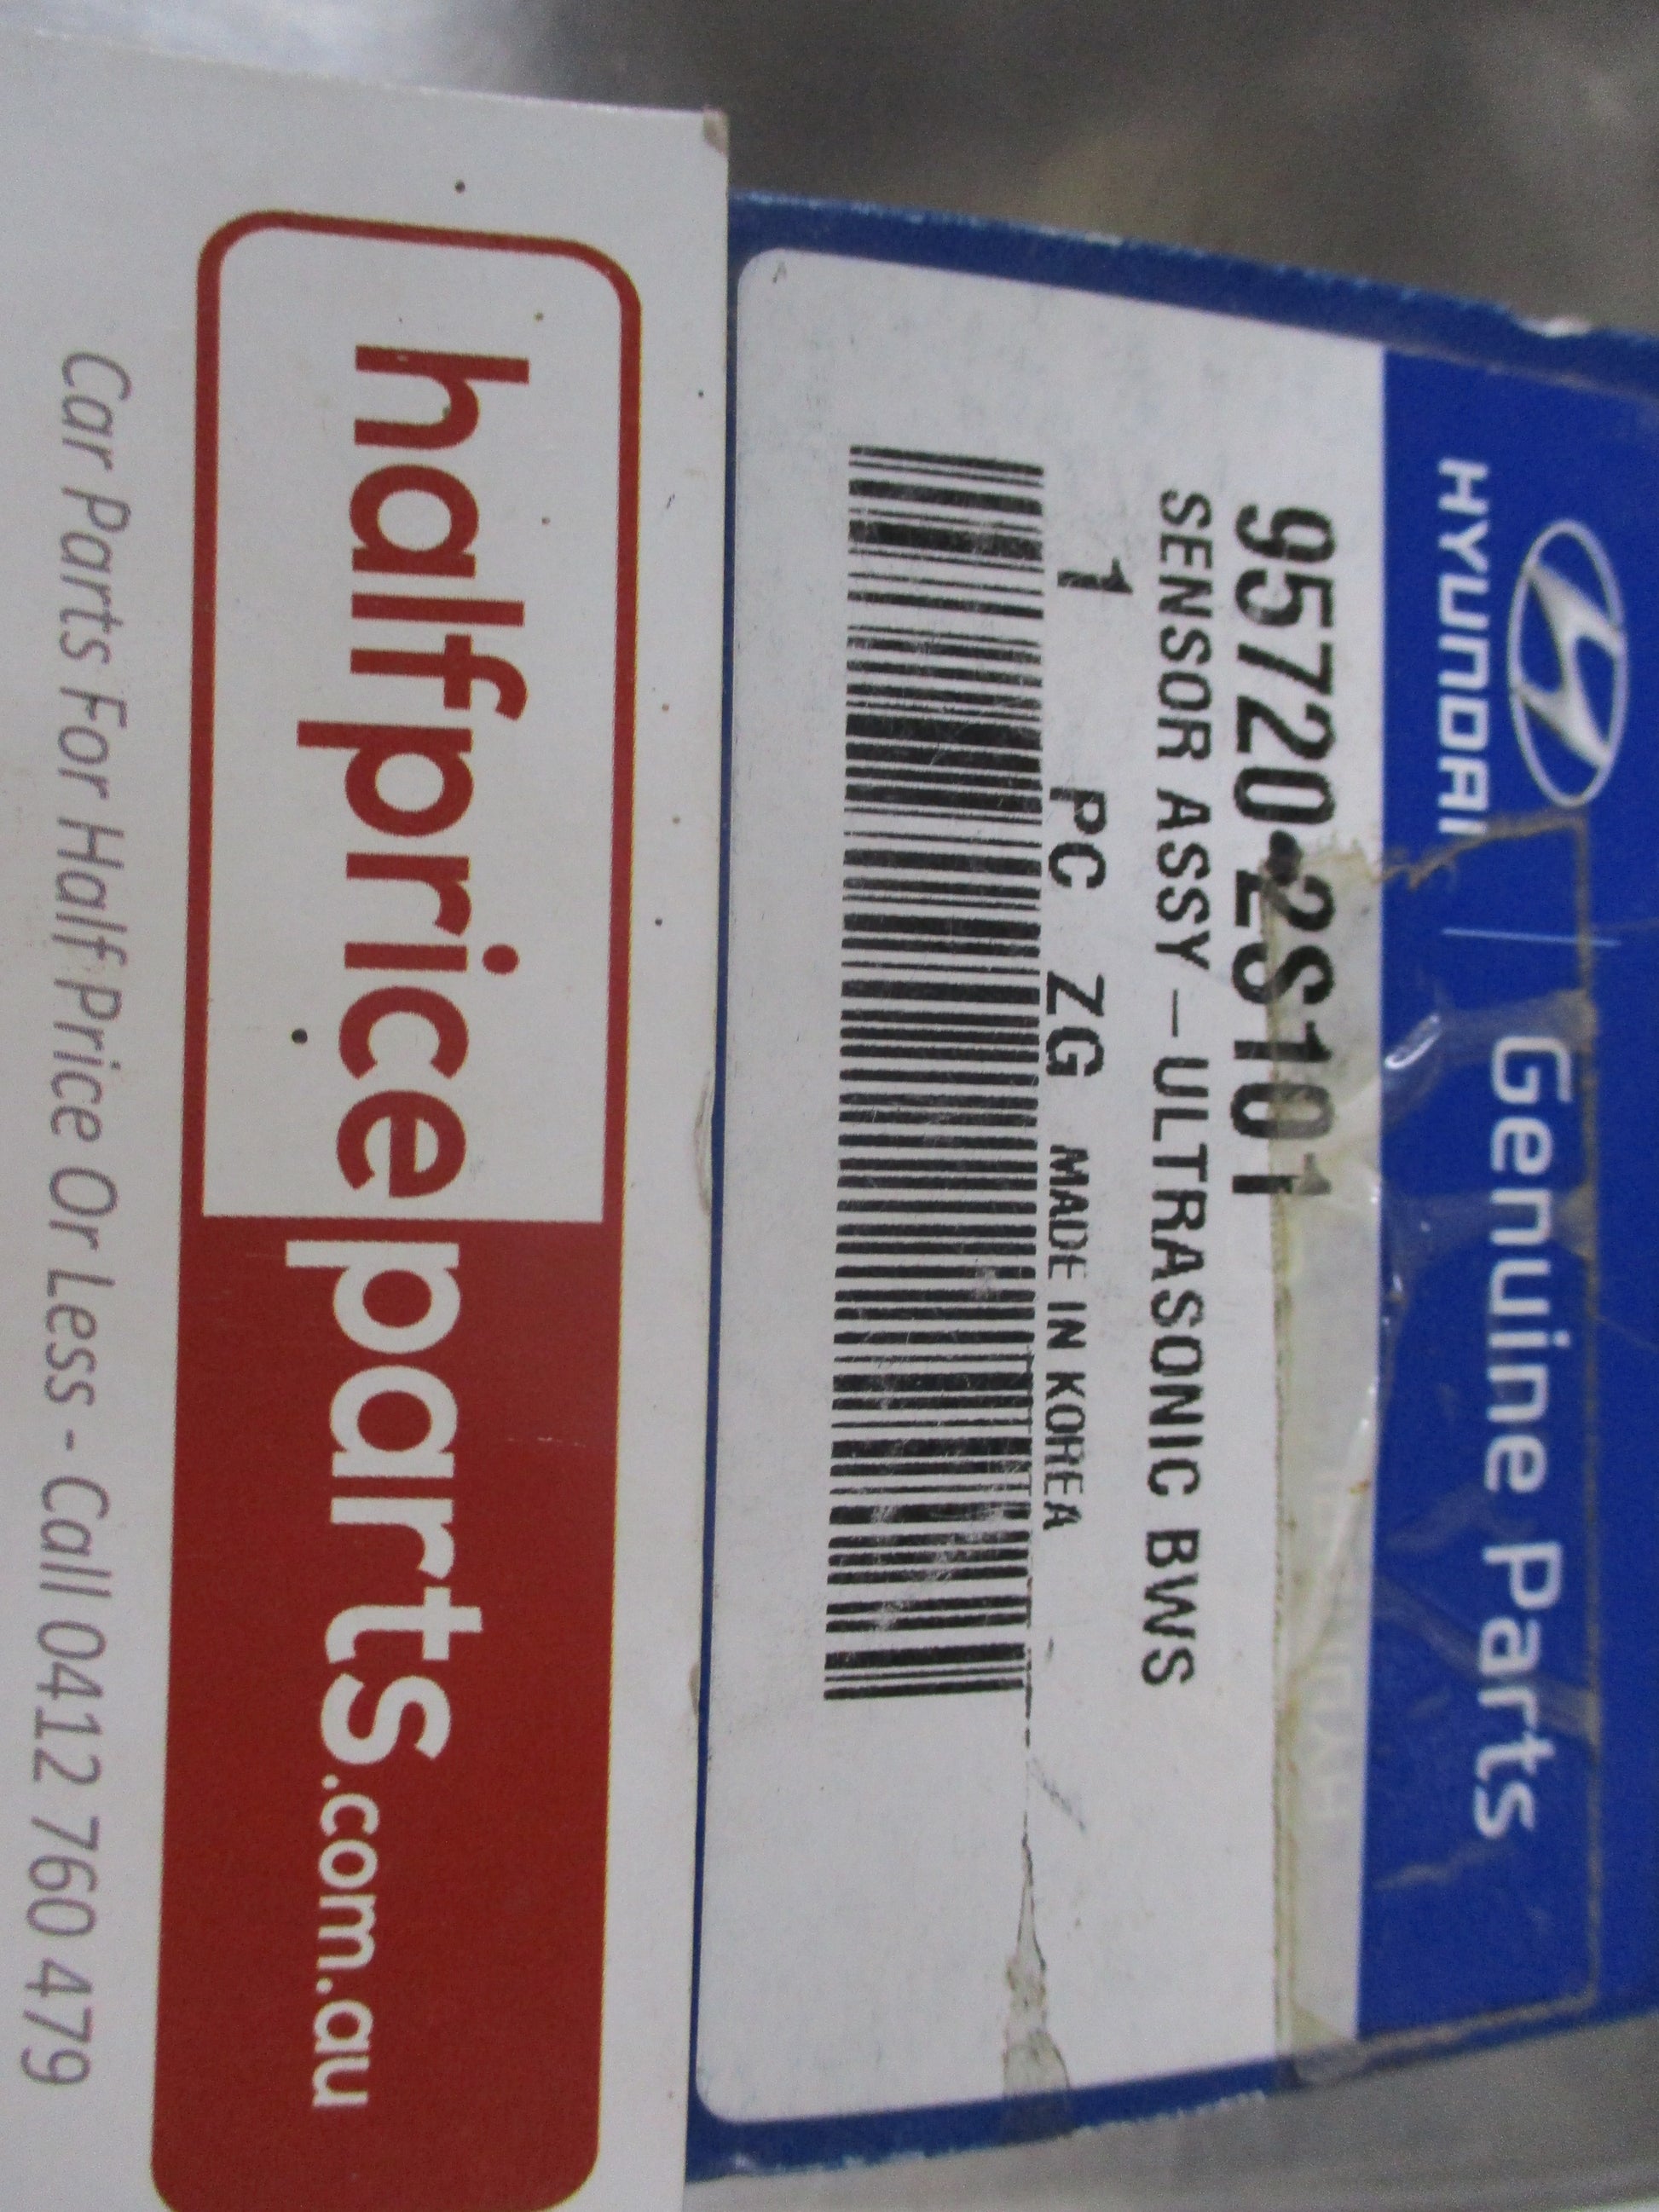 HYUNDAI
Genuine Parts
95720-2S101
SENSOR ASSY-ULTRASONIC BWS
1 PC ZG MADE IN KOREA
halfpriceparts.com.au
Car Parts For Half Price Or Less - Call 0412 760 479